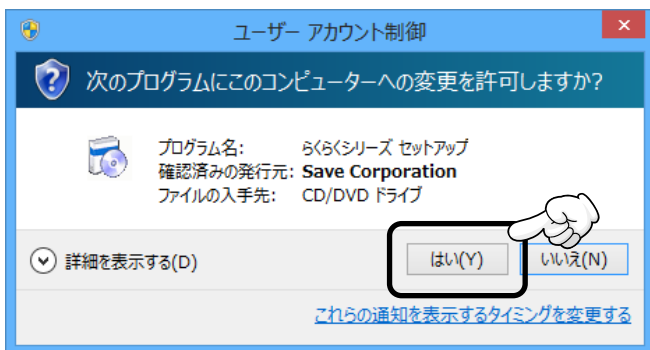 ユーザー アカウント制御
次のプログラムにこのコンピューターへの変更を許可しますか?
プログラム名: らくらくシリーズ セットアップ
確認済みの発行元: Save Corporation
ファイルの入手先: CD/DVD ドライブ
詳細を表示する(D) はい(Y) いいえ(N)
これらの通知を表示するタイミングを変更する